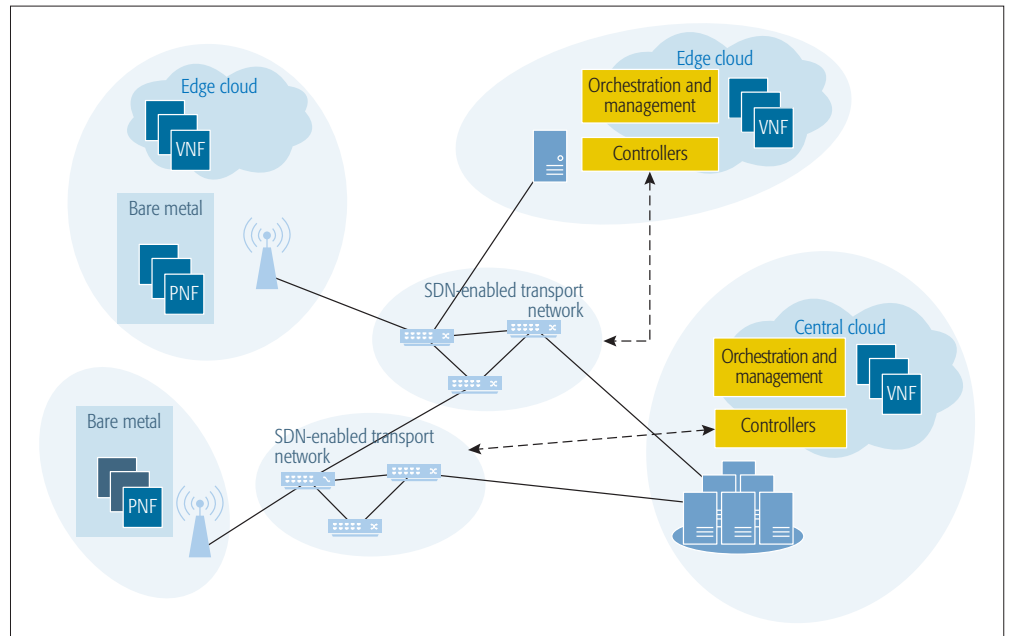 Edge cloud
VNF
Bare metal
PNF
Edge cloud
Orchestration and
management
VNF
Controllers
SDN-enabled transport
network
Central cloud
Orchestration and
management
VNF
Controllers
Bare metal
PNF
SDN-enabled transport
network